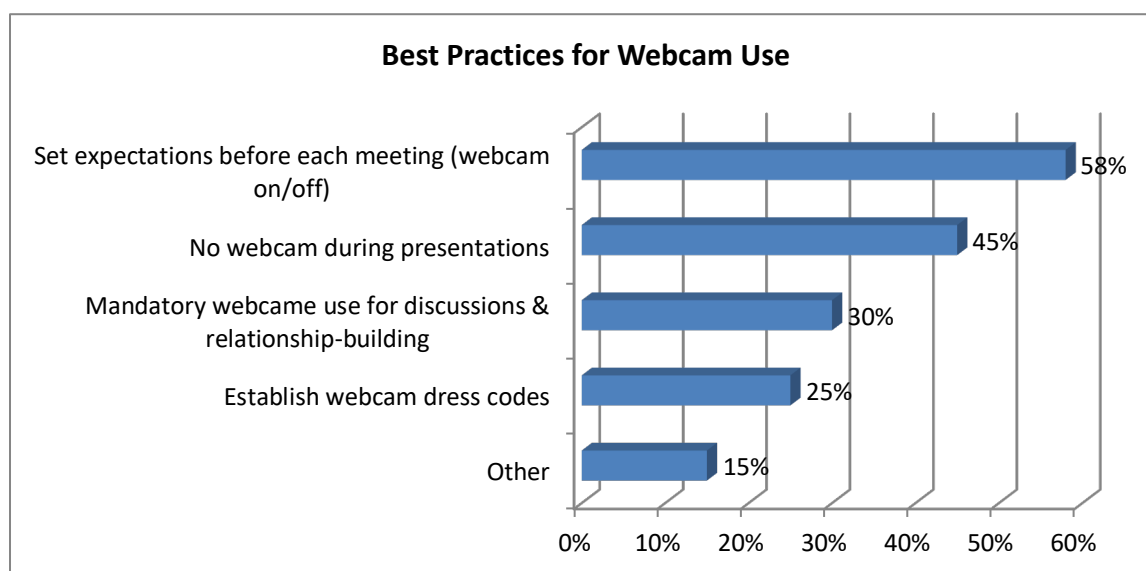 Best Practices for Webcam Use
Set expectations before each meeting (webcam
on/off)
58%
No webcam during presentations
45%
Mandatory webcame use for discussions &
relationship-building
30%
Establish webcam dress codes
25%
Other
15%
0% 10% 20% 30% 40% 50% 60%